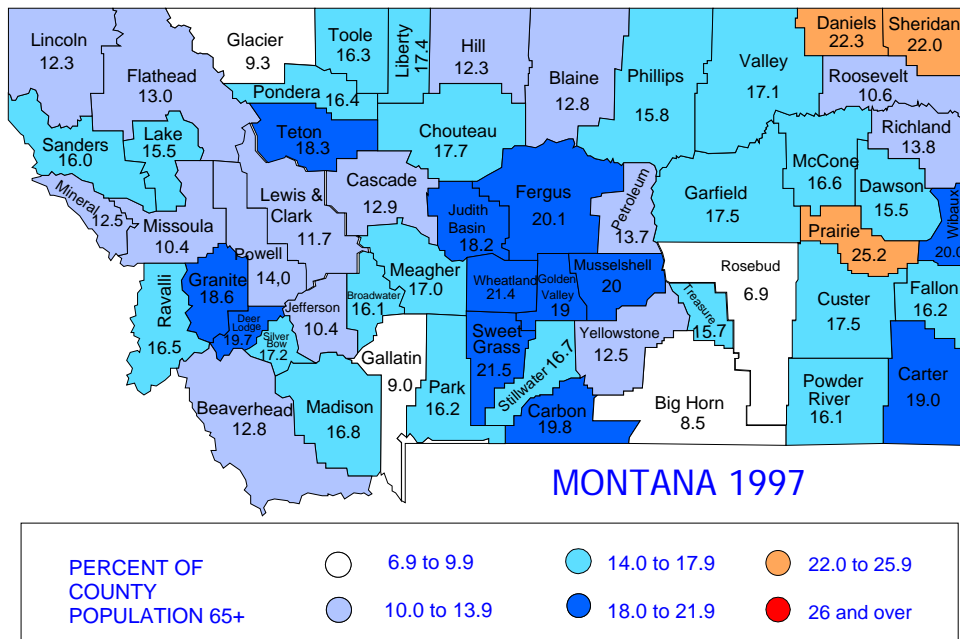 Lincoln
12.3
Glacier
9.3
Toole
16.3
Liberty
17.4
Hill
12.3
Blaine
12.8
Phillips
15.8
Valley
17.1
Daniels
22.3
Sheridan
22.0
Flathead
13.0
Pondera
16.4
Roosevelt
10.6
Sanders
16.0
Lake
15.5
Teton
18.3
Chouteau
17.7
Richland
13.8
Mineral
12.5
Missoula
10.4
Lewis &
Clark
11.7
Cascade
12.9
Judith
Basin
18.2
Fergus
20.1
Petroleum
13.7
Garfield
17.5
McCone
16.6
Dawson
15.5
Wibaux
20.0
Powell
14,0
Granite
18.6
Meagher
17.0
Wheatland
21.4
Golden
Valley
19
Musselshell
20
Rosebud
6.9
Prairie
25.2
Ravalli
16.5
Deer
Lodge
19.7
Silver
Bow
17.2
Jefferson
10.4
Broadwater
16.1
Treasure
15.7
Custer
17.5
Fallon
16.2
Gallatin
9.0
Sweet
Grass
21.5
Stillwater 16.7
Yellowstone
12.5
Beaverhead
12.8
Madison
16.8
Park
16.2
Carbon
19.8
Big Horn
8.5
Powder
River
16.1
Carter
19.0
MONTANA 1997
PERCENT OF
COUNTY
POPULATION 65+
6.9 to 9.9
10.0 to 13.9
14.0 to 17.9
18.0 to 21.9
22.0 to 25.9
26 and over